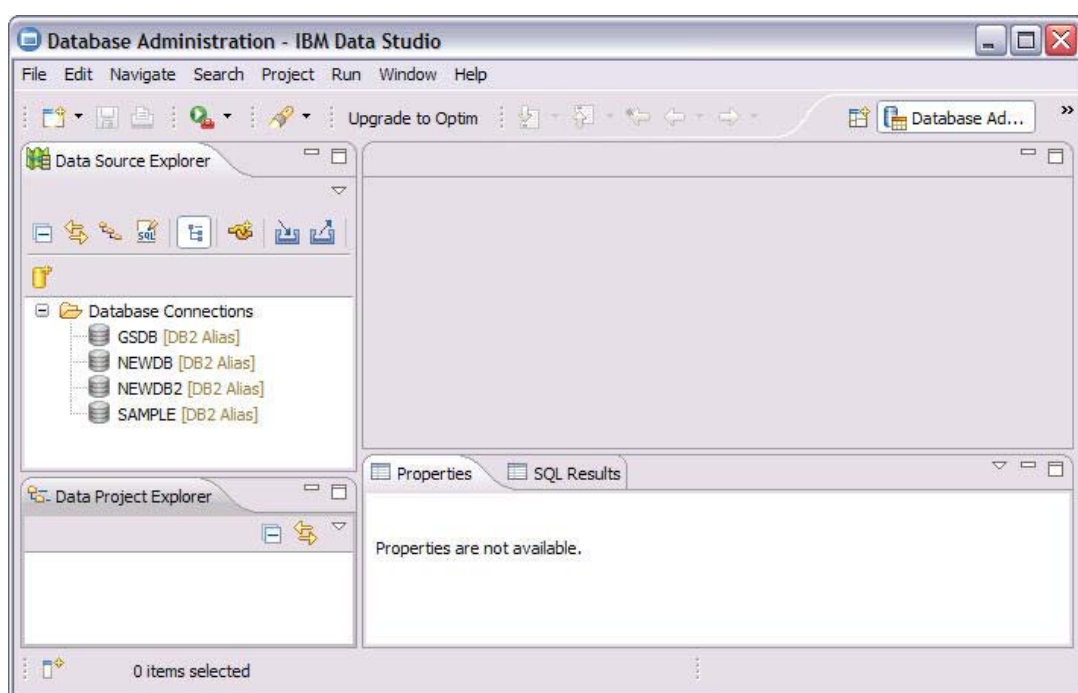 Database Administration - IBM Data Studio
File Edit Navigate Search Project Run Window Help
Upgrade to Optim
Database Ad...
»
Data Source Explorer
SQL
Database Connections
GSDB [DB2 Alias]
NEWDB [DB2 Alias]
NEWDB2 [DB2 Alias]
SAMPLE [DB2 Alias]
Properties SQL Results
Data Project Explorer
Properties are not available.
0 items selected